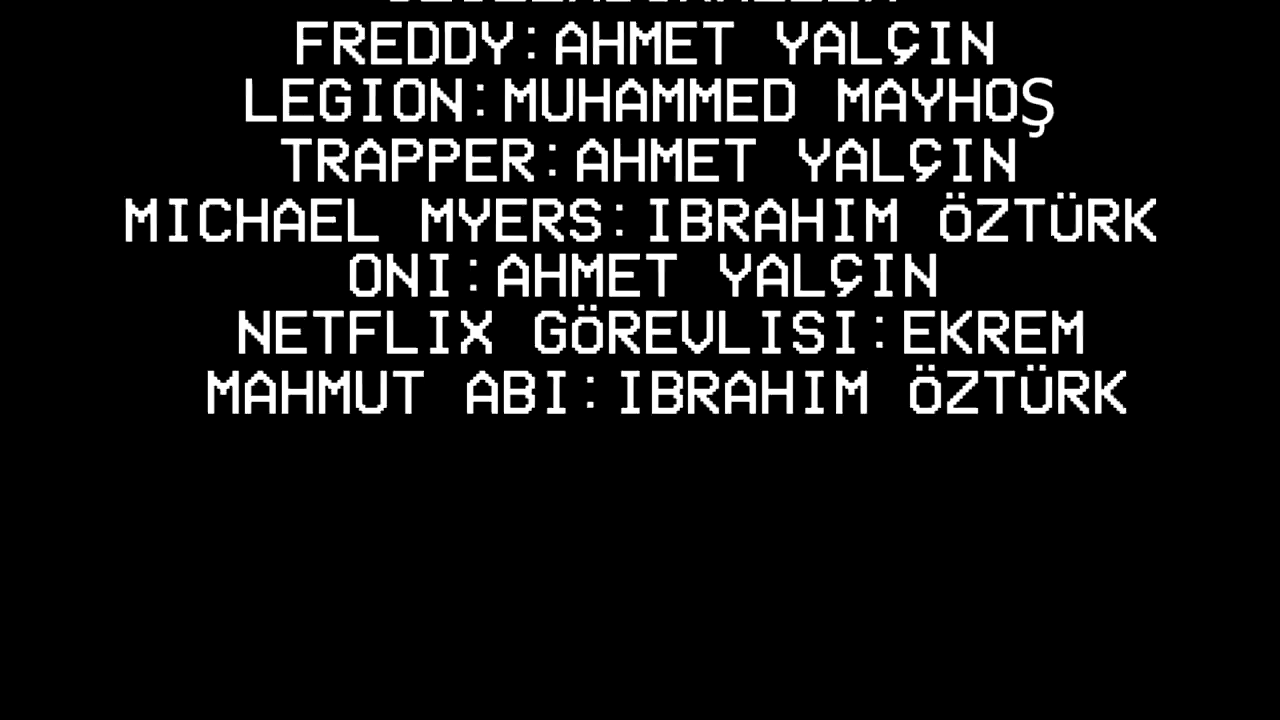 FREDDY:AHMET YALÇIN
LEGION:MUHAMMED MAYHOŞ
TRAPPER:AHMET YALÇIN
MICHAEL MYERS:IBRAHIM ÖZTÜRK
ONI:AHMET YALÇIN
NETFLIX GÖREVLISI:EKREM
MAHMUT ABI:IBRAHIM ÖZTÜRK